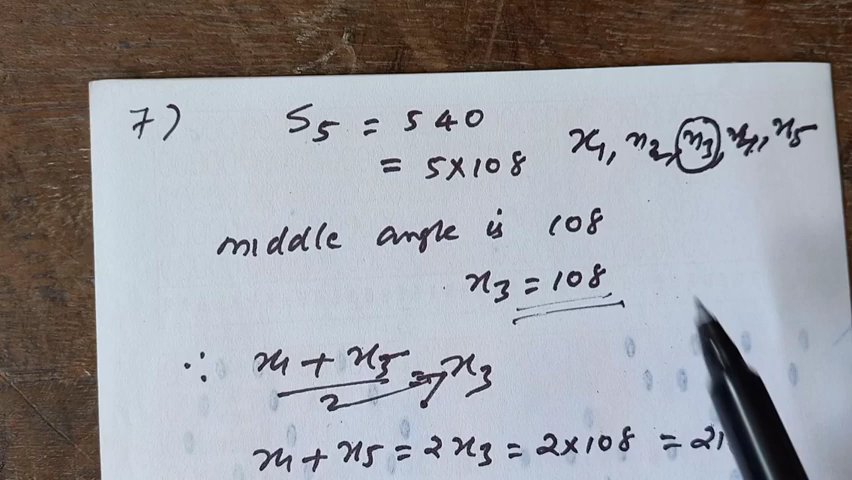 7) S5 = 540
= 5×108
x1, x2, x3, x4, x5
middle angle is 108
x3 = 108
∴ x1 + x5 / 2 = x3
x1 + x5 = 2x3 = 2×108 = 21